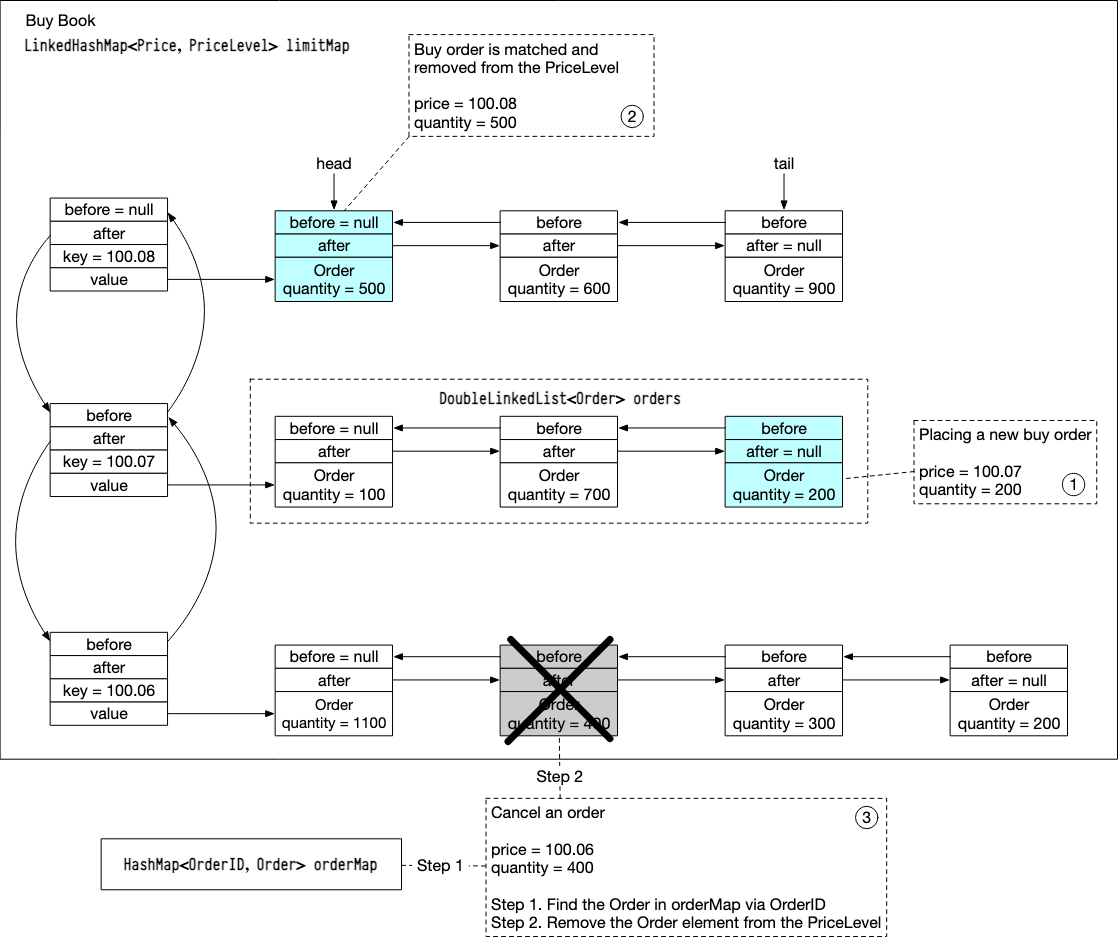 Buy Book
LinkedHashMap<Price, PriceLevel> limitMap
Buy order is matched and
removed from the PriceLevel
price = 100.08
quantity = 500
2
head
tail
before = null
after
key = 100.08
value
before = null
after
Order
quantity = 500
before
after
Order
quantity = 600
before
after = null
Order
quantity = 900
DoubleLinkedList<Order> orders
before
after
key = 100.07
value
before = null
after
Order
quantity = 100
before
after
Order
quantity = 700
before
after = null
Order
quantity = 200
Placing a new buy order
price = 100.07
quantity = 200
1
before
after
key = 100.06
value
before = null
after
Order
quantity = 1100
before
after
Order
quantity = 400
before
after
Order
quantity = 300
before
after = null
Order
quantity = 200
Step 2
Cancel an order
3
price = 100.06
quantity = 400
Step 1. Find the Order in orderMap via OrderID
Step 2. Remove the Order element from the PriceLevel
HashMap<OrderID, Order> orderMap
Step 1